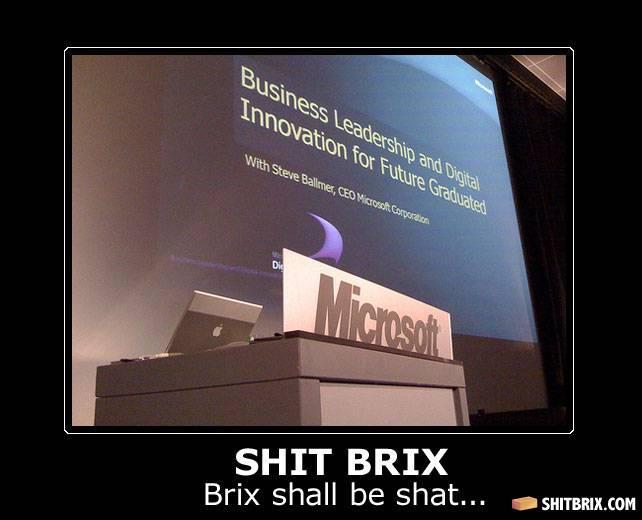 Business Leadership and Digital
Innovation for Future Graduated
With Steve Ballmer, CEO Microsoft Corporation
Microsoft
SHIT BRIX
Brix shall be shat...
SHITBRIX.COM